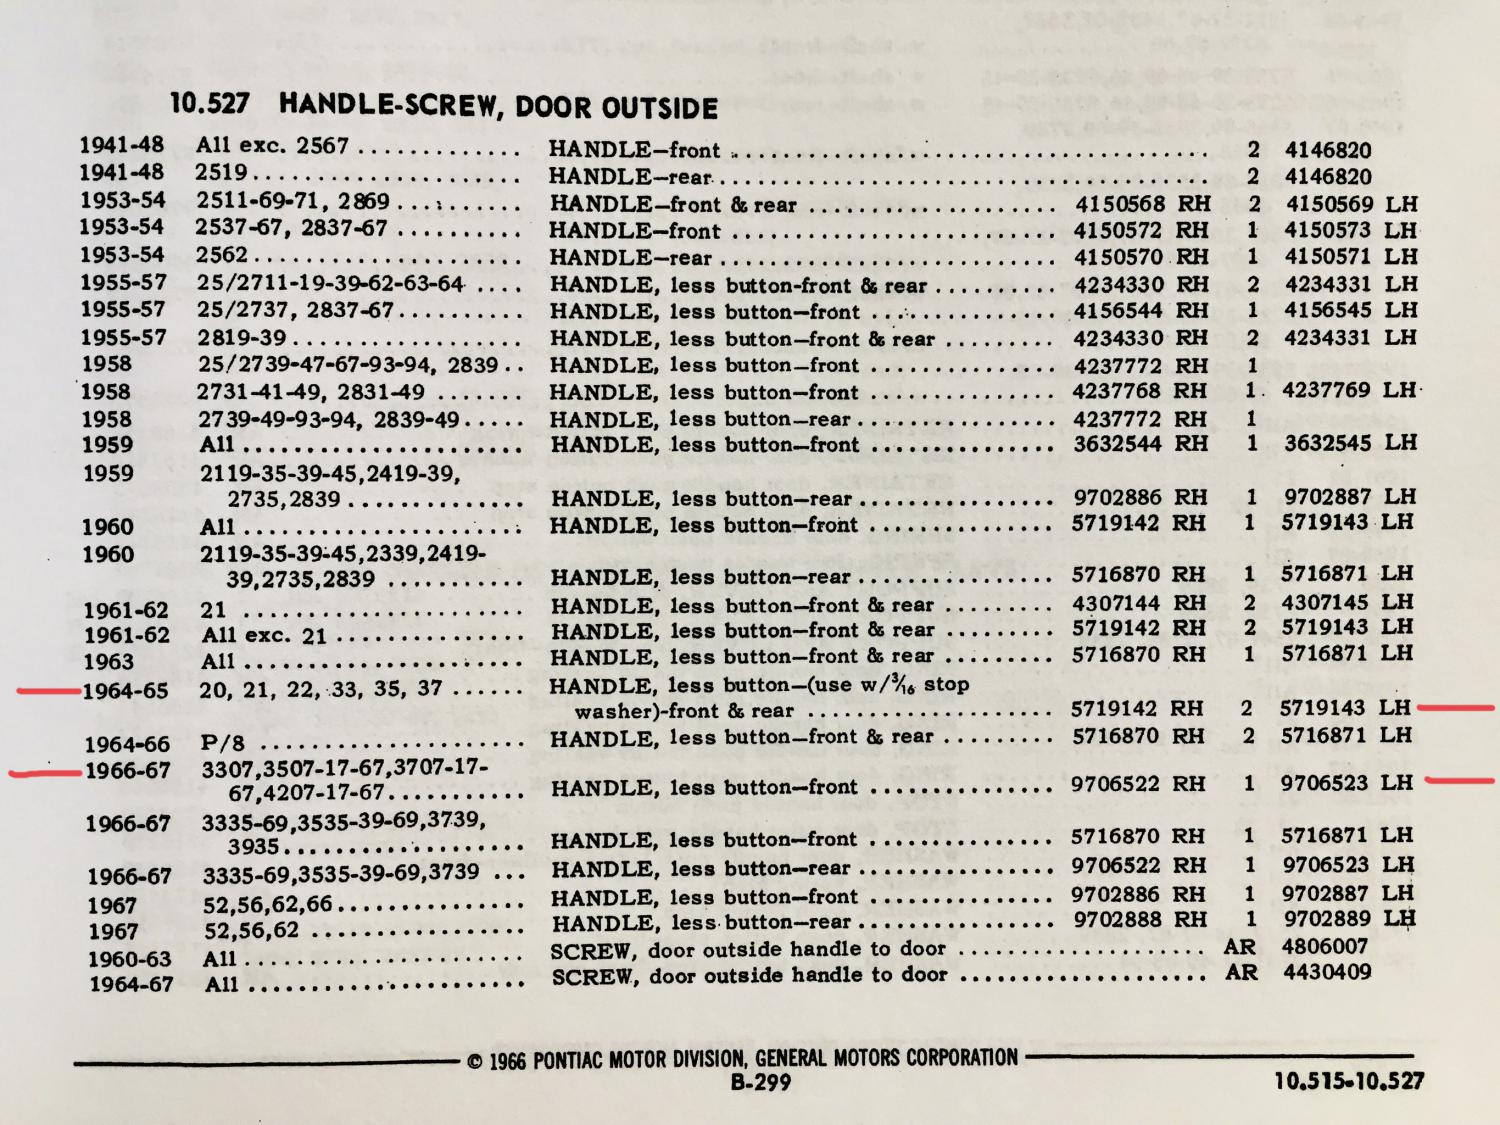 10.527 HANDLE-SCREW, DOOR OUTSIDE
1941-48 All exc. 2567 ............. HANDLE—front ...................................... 2 4146820
1941-48 2519...................... HANDLE—rear....................................... 2 4146820
1953-54 2511-69-71, 2869 .......... HANDLE—front & rear .................... 4150568 RH 2 4150569 LH
1953-54 2537-67, 2837-67 .......... HANDLE—front .......................... 4150572 RH 1 4150573 LH
1953-54 2562...................... HANDLE—rear ........................... 4150570 RH 1 4150571 LH
1955-57 25/2711-19-39-62-63-64 .... HANDLE, less button-front & rear .......... 4234330 RH 2 4234331 LH
1955-57 25/2737, 2837-67.......... HANDLE, less button—front ............... 4156544 RH 1 4156545 LH
1955-57 2819-39................... HANDLE, less button—front & rear ......... 4234330 RH 2 4234331 LH
1958 25/2739-47-67-93-94, 2839 .. HANDLE, less button—front ............... 4237772 RH 1
1958 2731-41-49, 2831-49 ....... HANDLE, less button—front ............... 4237768 RH 1 4237769 LH
1958 2739-49-93-94, 2839-49..... HANDLE, less button—rear ................ 4237772 RH 1
1959 All ....................... HANDLE, less button—front ............... 3632544 RH 1 3632545 LH
1959 2119-35-39-45,2419-39,
2735,2839 .............. HANDLE, less button—rear................ 9702886 RH 1 9702887 LH
1960 All ....................... HANDLE, less button—front ............... 5719142 RH 1 5719143 LH
1960 2119-35-39-45,2339,2419-
39,2735,2839 ........... HANDLE, less button—rear................ 5716870 RH 1 5716871 LH
1961-62 21 ....................... HANDLE, less button—front & rear ......... 4307144 RH 2 4307145 LH
1961-62 All exc. 21 ............... HANDLE, less button—front & rear ......... 5719142 RH 2 5719143 LH
1963 All ....................... HANDLE, less button—front & rear ......... 5716870 RH 1 5716871 LH
1964-65 20, 21, 22, 33, 35, 37 ...... HANDLE, less button—(use w/3/16 stop
washer)-front & rear .................... 5719142 RH 2 5719143 LH
1964-66 P/8 ..................... HANDLE, less button—front & rear ......... 5716870 RH 2 5716871 LH
1966-67 3307,3507-17-67,3707-17-
67,4207-17-67........... HANDLE, less button—front ............... 9706522 RH 1 9706523 LH
1966-67 3335-69,3535-39-69,3739,
3935................... HANDLE, less button—front ............... 5716870 RH 1 5716871 LH
1966-67 3335-69,3535-39-69,3739 ... HANDLE, less button—rear................ 9706522 RH 1 9706523 LH
1967 52,56,62,66............... HANDLE, less button—front ............... 9702886 RH 1 9702887 LH
1967 52,56,62 ................. HANDLE, less button—rear................ 9702888 RH 1 9702889 LH
1960-63 All ....................... SCREW, door outside handle to door .................... AR 4806007
1964-67 All ....................... SCREW, door outside handle to door .................... AR 4430409
© 1966 PONTIAC MOTOR DIVISION, GENERAL MOTORS CORPORATION
B-299
10.515-10.527